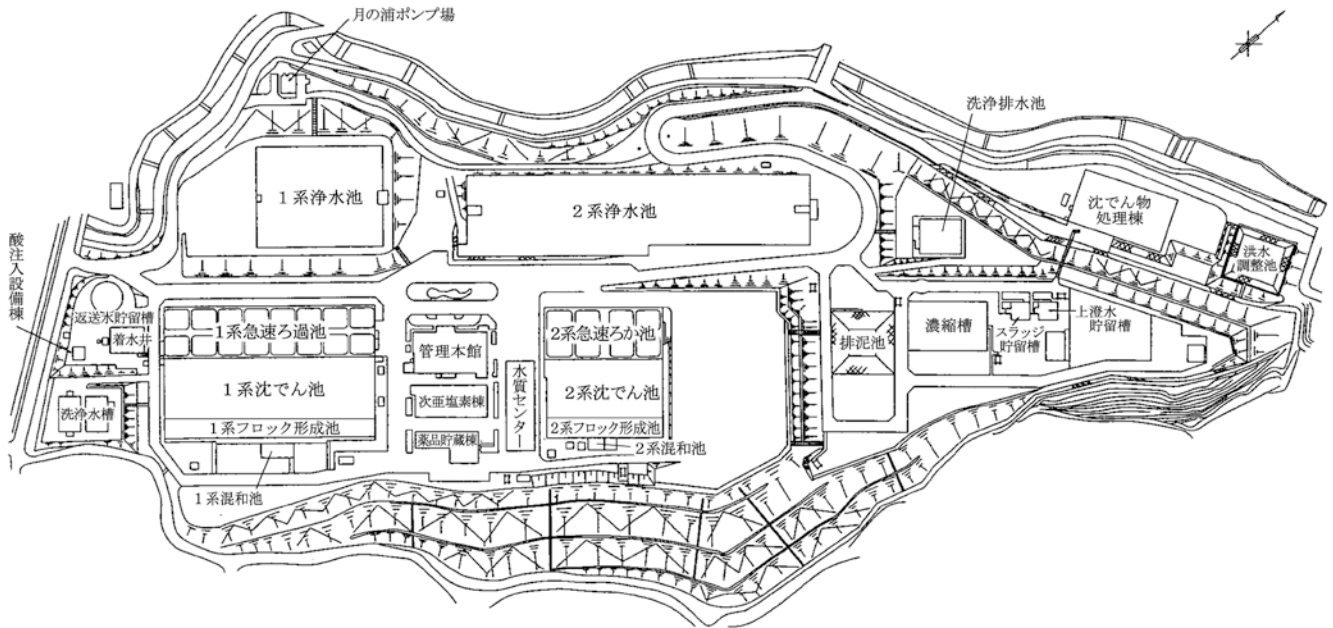 月の浦ポンプ場
洗浄排水池
1系浄水池
2系浄水池
沈でん物
処理棟
洪水
調整池
酸注入設備棟
返送水貯留槽
着水井
1系急速ろ過池
管理本館
2系急速ろか池
排泥池
濃縮槽
スラッジ
貯留槽
上澄水
貯留槽
1系沈でん池
次亜塩素棟
水質センター
2系沈でん池
洗浄水槽
1系フロック形成池
薬品貯蔵棟
2系フロック形成池
2系混和池
1系混和池